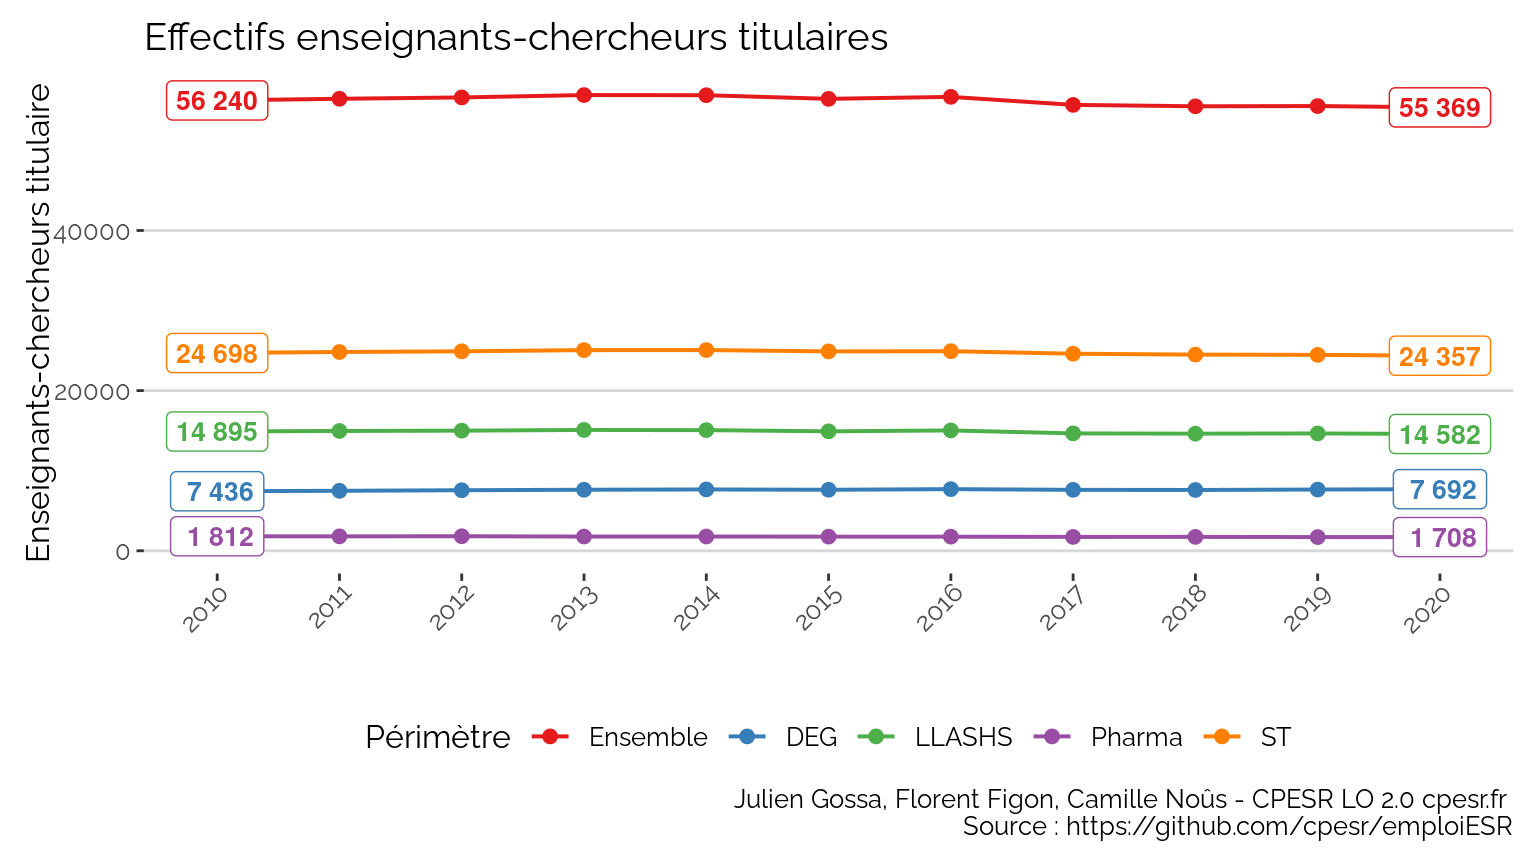 Effectifs enseignants-chercheurs titulaires
Enseignants-chercheurs titulaire
56 240
55 369
40000
24 698
24 357
20000
14 895
14 582
7 436
7 692
1 812
1 708
0
2010 2011 2012 2013 2014 2015 2016 2017 2018 2019 2020
Périmètre Ensemble DEG LLASHS Pharma ST
Julien Gossa, Florent Figon, Camille Noûs - CPESR LO 2.0 cpesr.fr
Source : https://github.com/cpesr/emploiESR